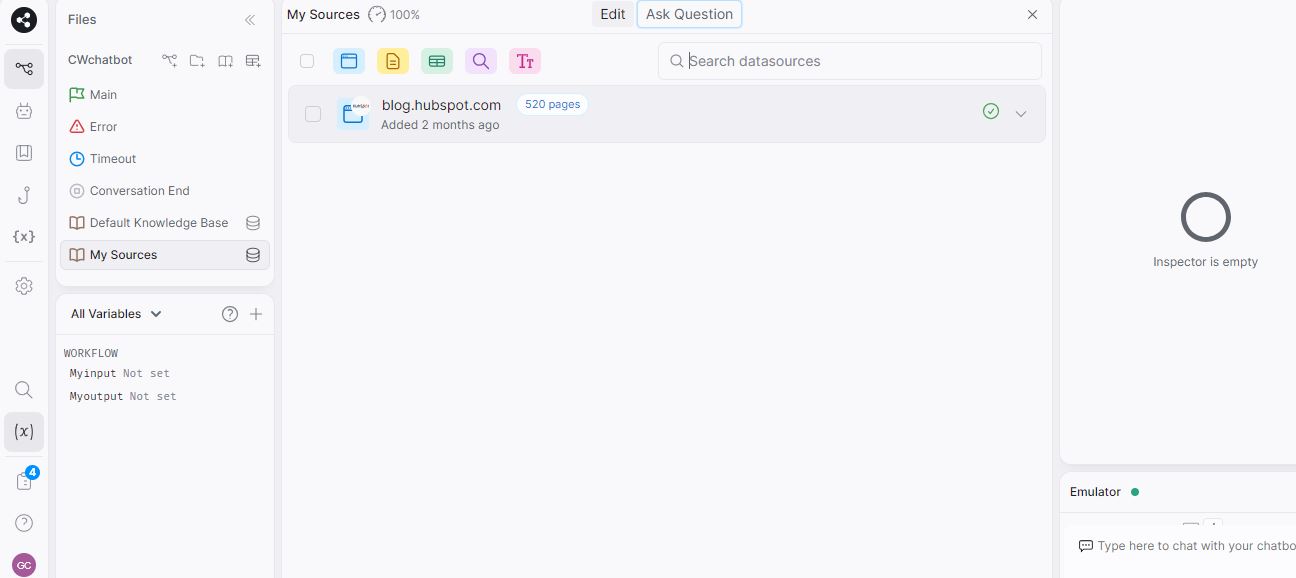 Files
CWchatbot
Main
Error
Timeout
Conversation End
Default Knowledge Base
My Sources
All Variables
WORKFLOW
Myinput Not set
Myoutput Not set
{x}
(x)
4
GC
My Sources 100%
Edit Ask Question
Tт
Search datasources
blog.hubspot.com 520 pages
Added 2 months ago
Inspector is empty
Emulator
Type here to chat with your chatbo